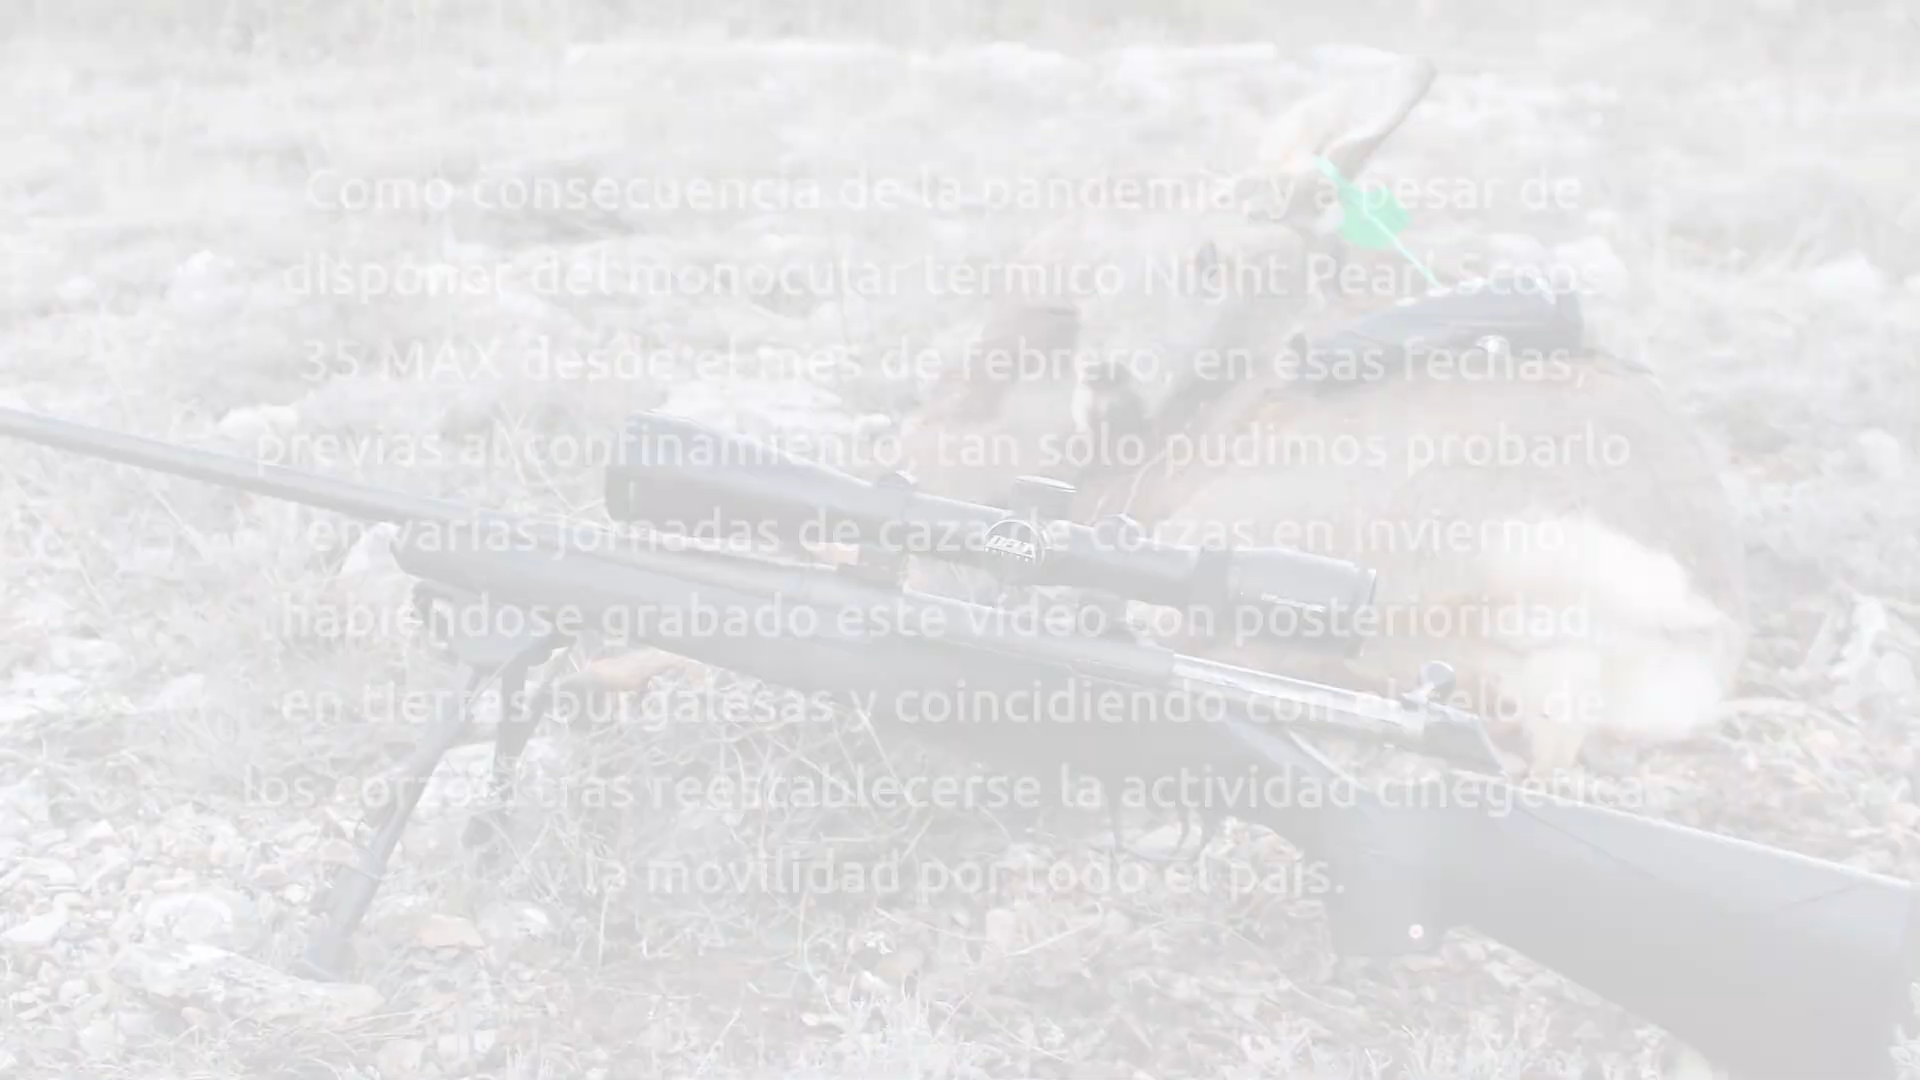 Como consecuencia de la pandemia, y a pesar de
disponer del monocular térmico Night Pearl Scops
35 MAX desde el mes de febrero, en esas fechas,
previas al confinamiento, tan sólo pudimos probarlo
en varias jornadas de caza de corzas en invierno,
habiéndose grabado este vídeo con posterioridad
en tierras burgalesas y coincidiendo con el celo de
los corzos, tras reestablecerse la actividad cinegética
y la movilidad por todo el país.
DELTA